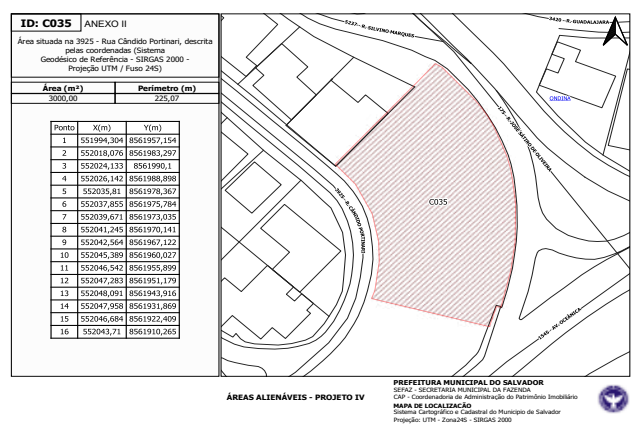 ID: C035 ANEXO II
Área situada na 3925 - Rua Cândido Portinari, descrita
pelas coordenadas (Sistema
Geodésico de Referência - SIRGAS 2000 -
Projeção UTM / Fuso 24S)
Área (m²) Perímetro (m)
3000,00 225,07
Ponto X(m) Y(m)
1 551994,304 8561957,154
2 552018,076 8561983,297
3 552024,133 8561990,1
4 552026,142 8561988,898
5 552035,81 8561978,367
6 552037,855 8561975,784
7 552039,671 8561973,035
8 552041,245 8561970,141
9 552042,564 8561967,122
10 552045,389 8561960,027
11 552046,542 8561955,899
12 552047,283 8561951,179
13 552048,091 8561943,916
14 552047,958 8561931,869
15 552046,684 8561922,409
16 552043,71 8561910,265
5237 - R. SILVINO MARQUES
3420 - R. GUADALAJARA
ONDINA
175 - R. JOSÉ SÁTIRO DE OLIVEIRA
C035
3925 - R. CÂNDIDO PORTINARI
1545 - AV. OCEÂNICA
ÁREAS ALIENÁVEIS - PROJETO IV
PREFEITURA MUNICIPAL DO SALVADOR
SEFAZ - SECRETARIA MUNICIPAL DA FAZENDA
CAP - Coordenadoria de Administração do Patrimônio Imobiliário
MAPA DE LOCALIZAÇÃO
Sistema Cartográfico e Cadastral do Municipio de Salvador
Projeção: UTM - Zona24S - SIRGAS 2000